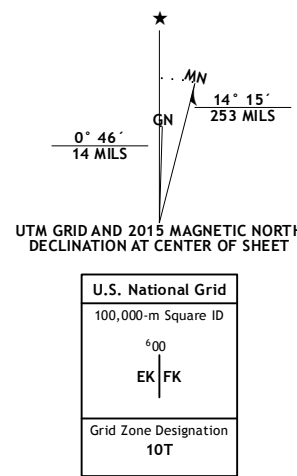 ★
MN
GN
14° 15´
253 MILS
0° 46´
14 MILS
UTM GRID AND 2015 MAGNETIC NORTH
DECLINATION AT CENTER OF SHEET
U.S. National Grid
100,000-m Square ID
⁶00
EK FK
Grid Zone Designation
10T